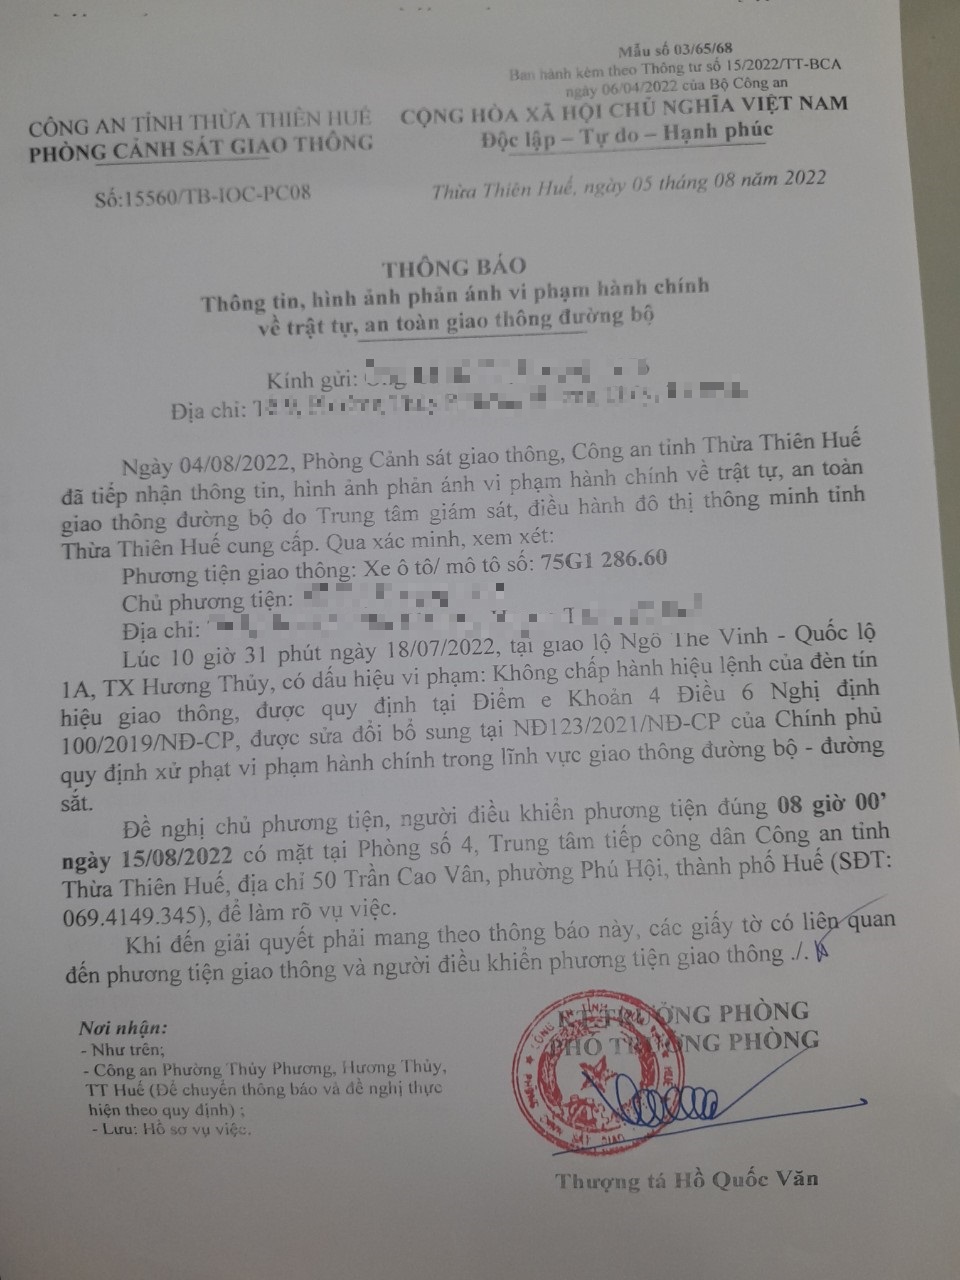 Mẫu số 03/65/68
Ban hành kèm theo Thông tư số 15/2022/TT-BCA
ngày 06/04/2022 của Bộ Công an
CÔNG AN TỈNH THỪA THIÊN HUẾ
PHÒNG CẢNH SÁT GIAO THÔNG
CỘNG HÒA XÃ HỘI CHỦ NGHĨA VIỆT NAM
Độc lập – Tự do – Hạnh phúc
Số:15560/TB-IOC-PC08
Thừa Thiên Huế, ngày 05 tháng 08 năm 2022
THÔNG BÁO
Thông tin, hình ảnh phản ánh vi phạm hành chính
về trật tự, an toàn giao thông đường bộ
Kính gửi:
Địa chỉ:
Ngày 04/08/2022, Phòng Cảnh sát giao thông, Công an tỉnh Thừa Thiên Huế
đã tiếp nhận thông tin, hình ảnh phản ánh vi phạm hành chính về trật tự, an toàn
giao thông đường bộ do Trung tâm giám sát, điều hành đô thị thông minh tỉnh
Thừa Thiên Huế cung cấp. Qua xác minh, xem xét:
Phương tiện giao thông: Xe ô tô/ mô tô số: 75G1 286.60
Chủ phương tiện:
Địa chỉ:
Lúc 10 giờ 31 phút ngày 18/07/2022, tại giao lộ Ngô Thế Vinh - Quốc lộ
1A, TX Hương Thủy, có dấu hiệu vi phạm: Không chấp hành hiệu lệnh của đèn tín
hiệu giao thông, được quy định tại Điểm e Khoản 4 Điều 6 Nghị định
100/2019/NĐ-CP, được sửa đổi bổ sung tại NĐ123/2021/NĐ-CP của Chính phủ
quy định xử phạt vi phạm hành chính trong lĩnh vực giao thông đường bộ - đường
sắt.
Đề nghị chủ phương tiện, người điều khiển phương tiện đúng 08 giờ 00’
ngày 15/08/2022 có mặt tại Phòng số 4, Trung tâm tiếp công dân Công an tỉnh
Thừa Thiên Huế, địa chỉ 50 Trần Cao Vân, phường Phú Hội, thành phố Huế (SĐT:
069.4149.345), để làm rõ vụ việc.
Khi đến giải quyết phải mang theo thông báo này, các giấy tờ có liên quan
đến phương tiện giao thông và người điều khiển phương tiện giao thông ./.
Nơi nhận:
- Như trên;
- Công an Phường Thủy Phương, Hương Thủy,
TT Huế (Để chuyển thông báo và đề nghị thực
hiện theo quy định) ;
- Lưu: Hồ sơ vụ việc.
KT.TRƯỞNG PHÒNG
PHÓ TRƯỞNG PHÒNG
Thượng tá Hồ Quốc Văn